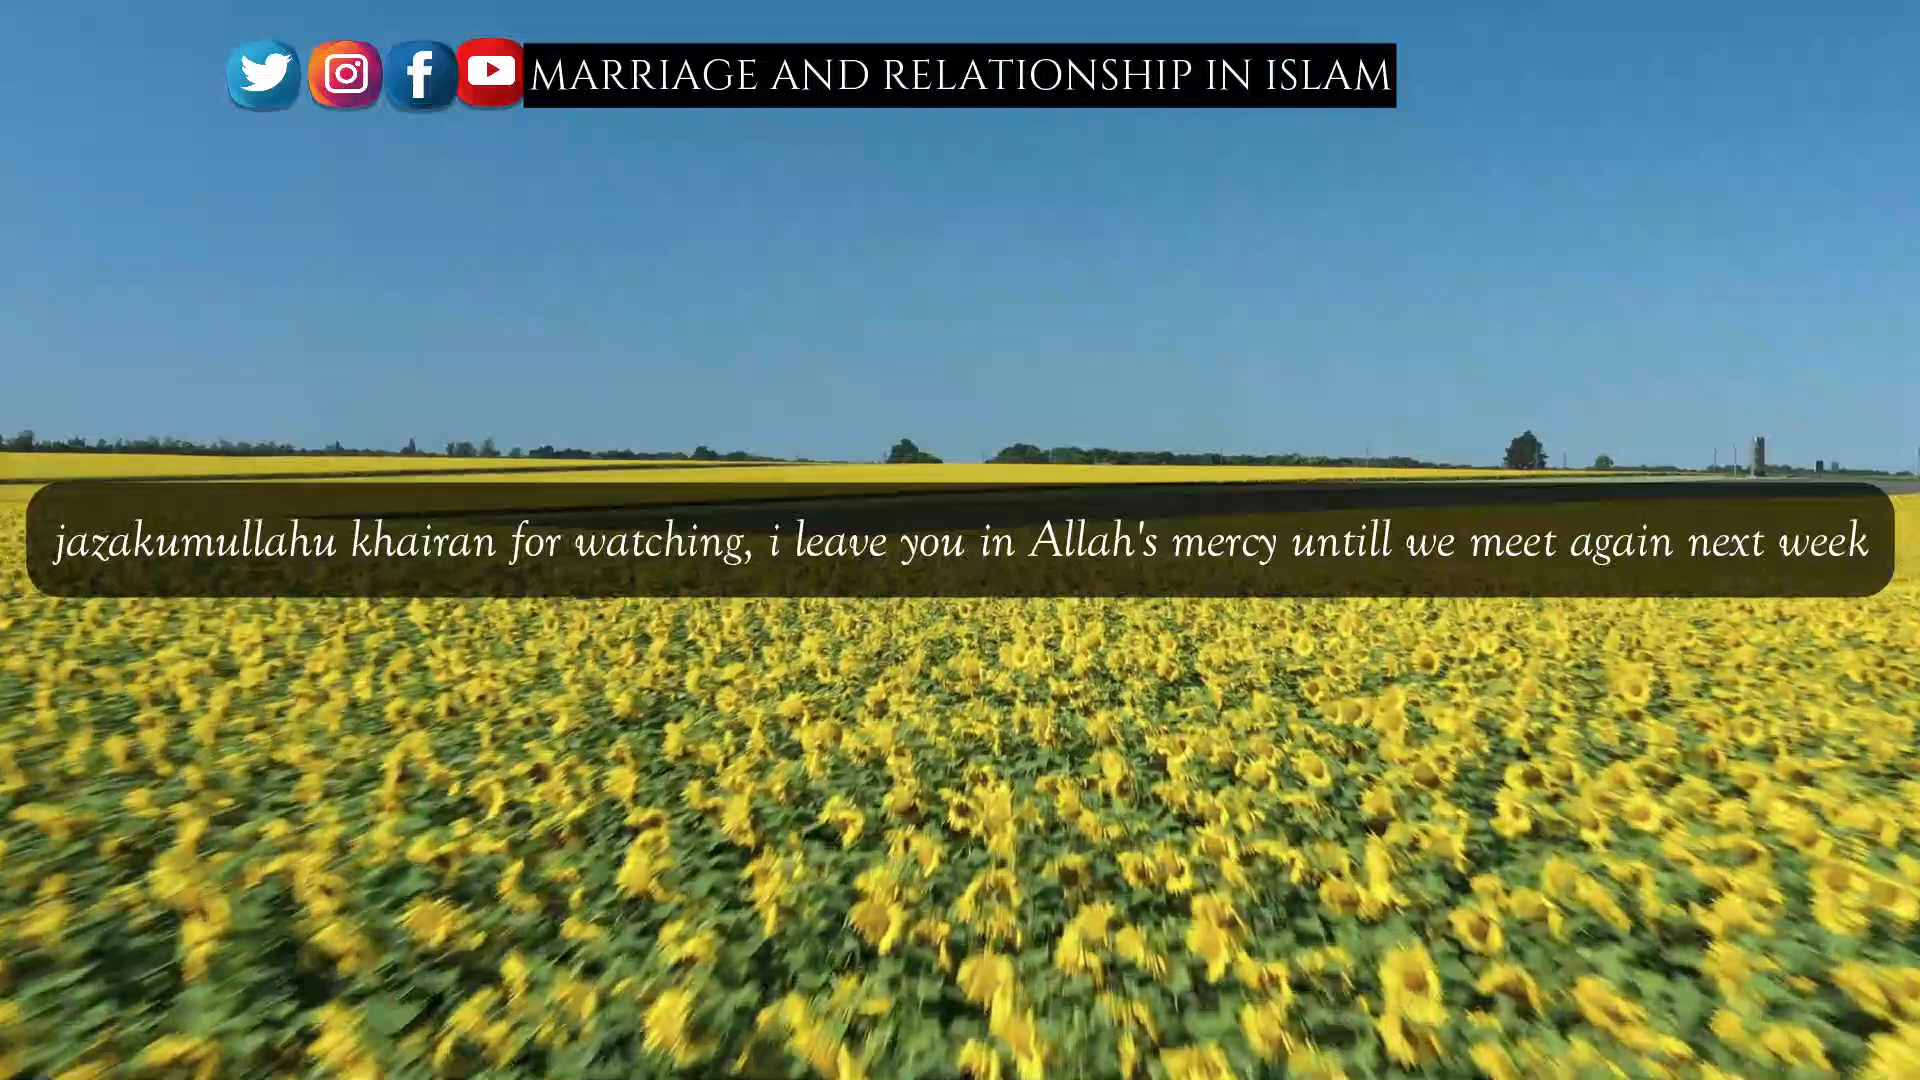 MARRIAGE AND RELATIONSHIP IN ISLAM
jazakumullahu khairan for watching, i leave you in Allah's mercy untill we meet again next week